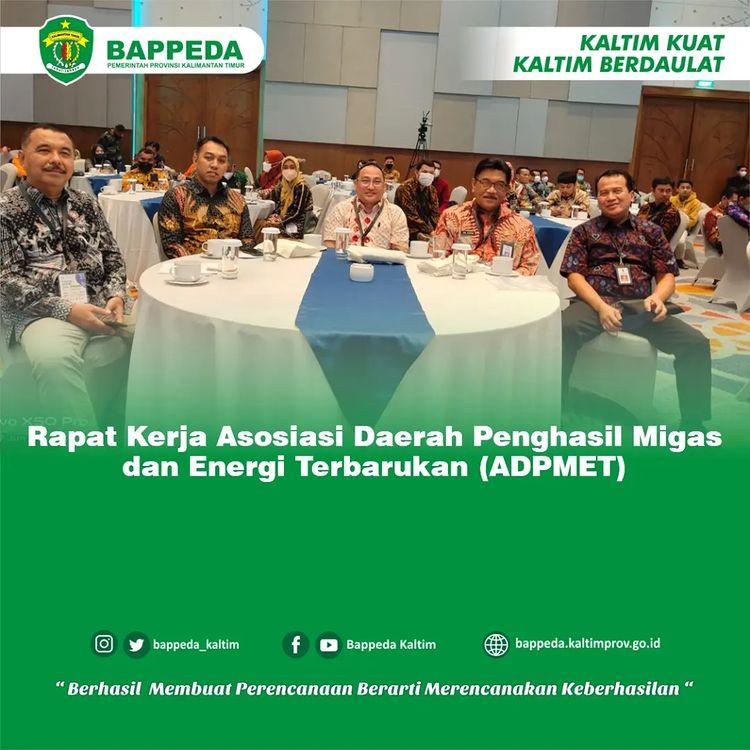 BAPPEDA
PEMERINTAH PROVINSI KALIMANTAN TIMUR
KALTIM KUAT
KALTIM BERDAULAT
Rapat Kerja Asosiasi Daerah Penghasil Migas
dan Energi Terbarukan (ADPMET)
bappeda_kaltim
Bappeda Kaltim
bappeda.kaltimprov.go.id
“ Berhasil Membuat Perencanaan Berarti Merencanakan Keberhasilan “